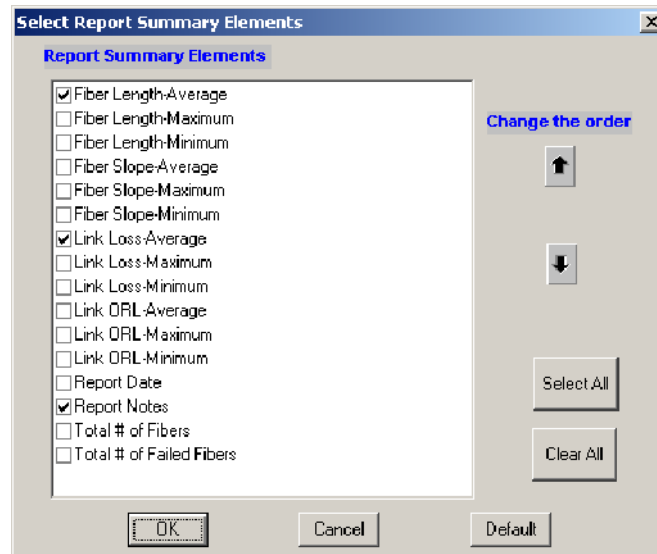 Select Report Summary Elements
Report Summary Elements
Fiber Length-Average
Fiber Length-Maximum
Fiber Length-Minimum
Fiber Slope-Average
Fiber Slope-Maximum
Fiber Slope-Minimum
Link Loss-Average
Link Loss-Maximum
Link Loss-Minimum
Link ORL-Average
Link ORL-Maximum
Link ORL-Minimum
Report Date
Report Notes
Total # of Fibers
Total # of Failed Fibers
Change the order
Select All
Clear All
OK
Cancel
Default